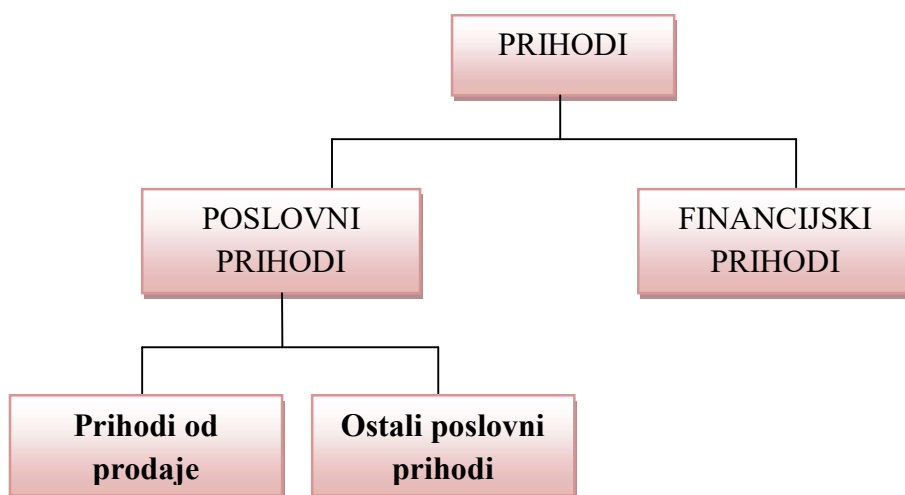 PRIHODI
POSLOVNI
PRIHODI
FINANCIJSKI
PRIHODI
Prihodi od
prodaje
Ostali poslovni
prihodi